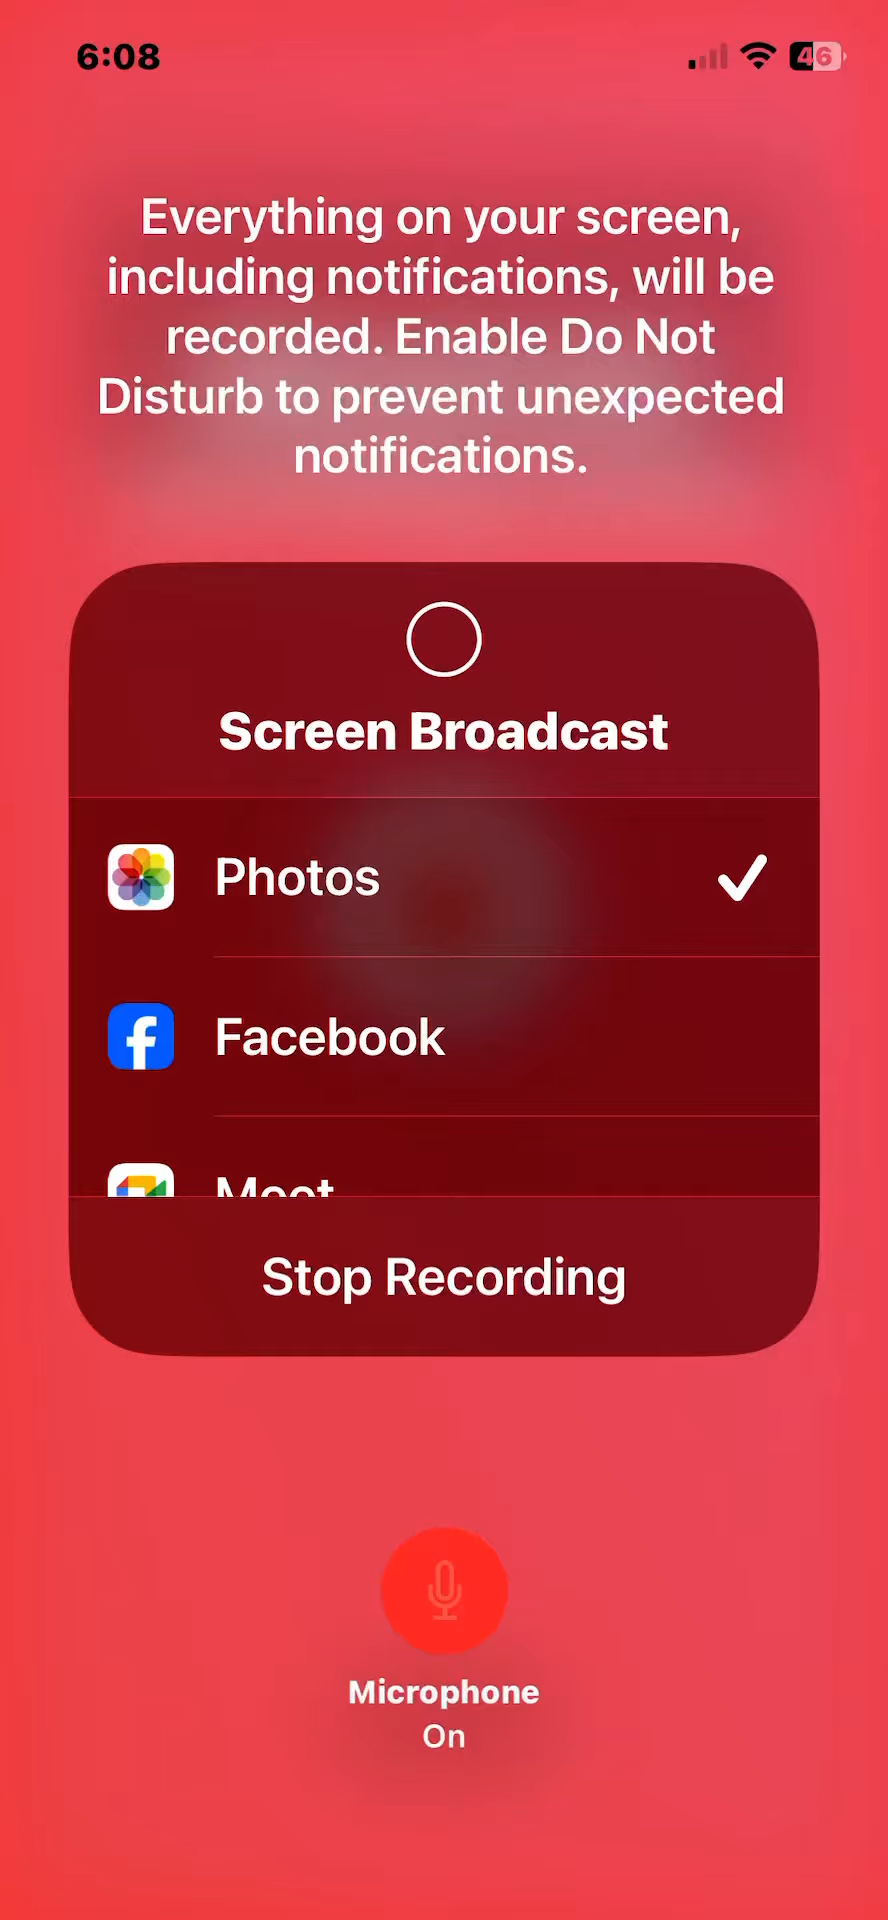 6:08
46
Everything on your screen,
including notifications, will be
recorded. Enable Do Not
Disturb to prevent unexpected
notifications.
Screen Broadcast
Photos
Facebook
Meet
Stop Recording
Microphone
On